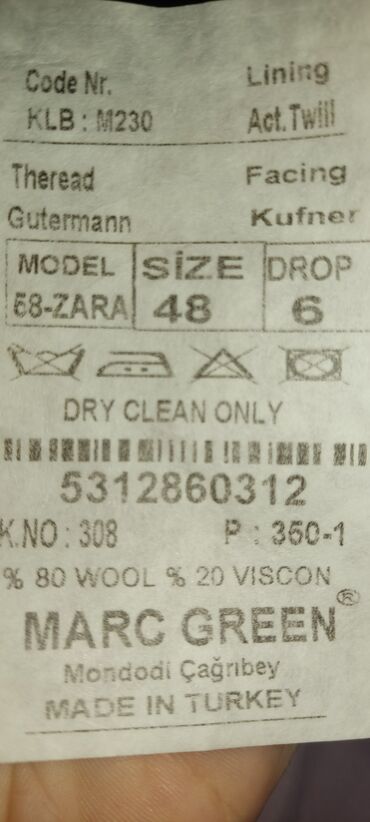 Code Nr. Lining
KLB : M230 Act.Twill
Theread Facing
Gutermann Kufner
MODEL SİZE DROP
58-ZARA 48 6
DRY CLEAN ONLY
5312860312
K.NO : 308 P : 350-1
% 80 WOOL % 20 VISCON
MARC GREEN®
Mondodi Çağrıbey
MADE IN TURKEY